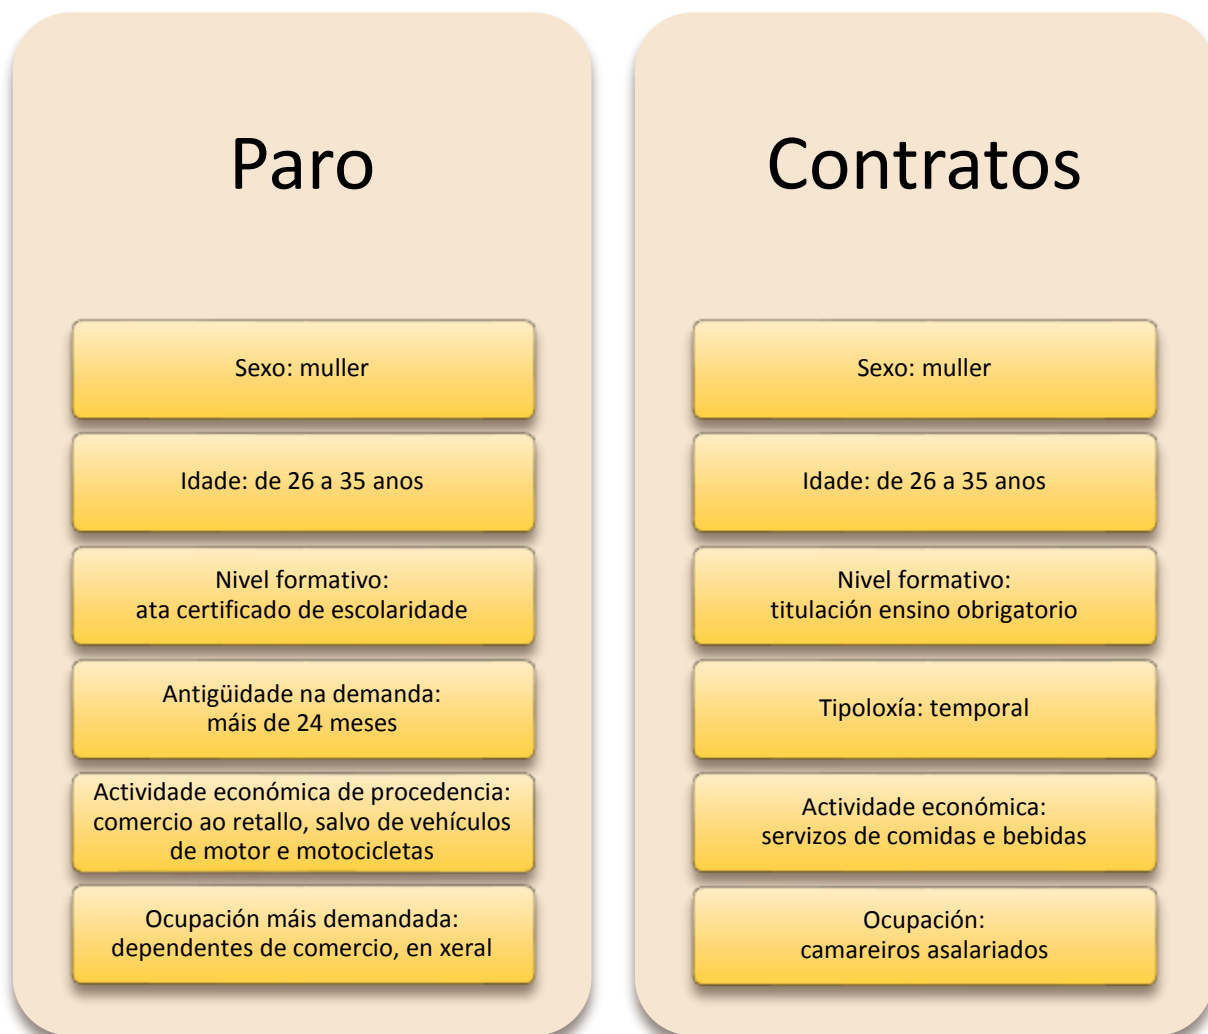 Paro
Sexo: muller
Idade: de 26 a 35 anos
Nivel formativo:
ata certificado de escolaridade
Antigüidade na demanda:
máis de 24 meses
Actividade económica de procedencia:
comercio ao retallo, salvo de vehículos
de motor e motocicletas
Ocupación máis demandada:
dependentes de comercio, en xeral
Contratos
Sexo: muller
Idade: de 26 a 35 anos
Nivel formativo:
titulación ensino obrigatorio
Tipoloxía: temporal
Actividade económica:
servizos de comidas e bebidas
Ocupación:
camareiros asalariados